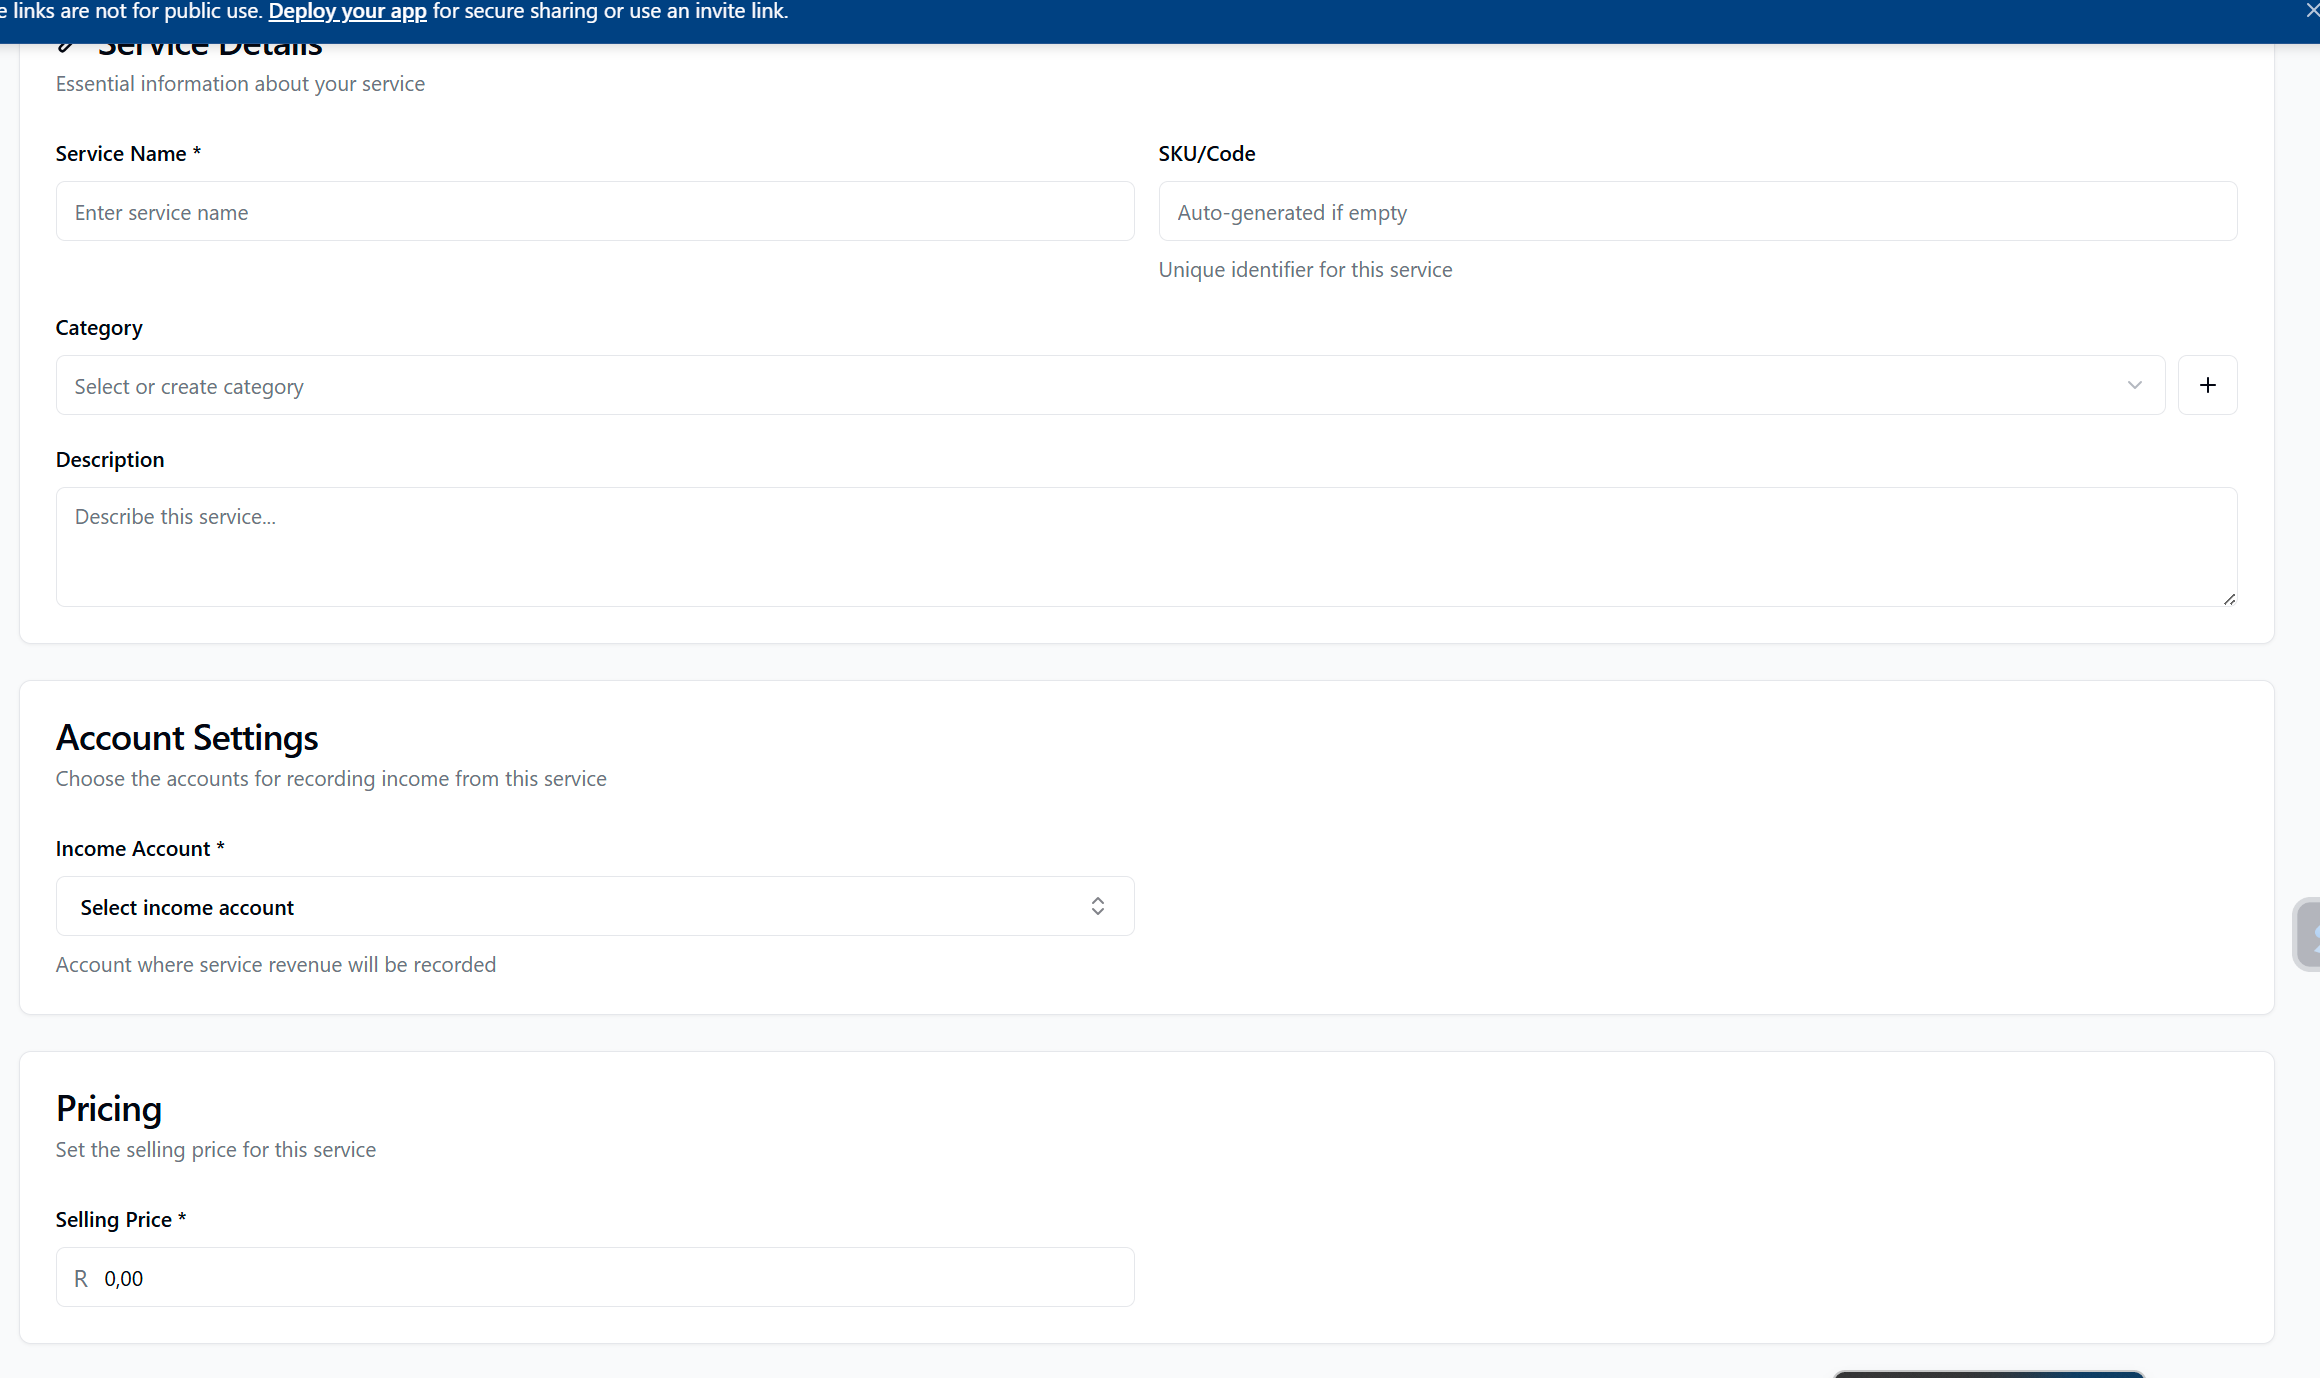 links are not for public use. Deploy your app for secure sharing or use an invite link.
Service Details
Essential information about your service
Service Name *
SKU/Code
Enter service name
Auto-generated if empty
Unique identifier for this service
Category
Select or create category
Description
Describe this service...
Account Settings
Choose the accounts for recording income from this service
Income Account *
Select income account
Account where service revenue will be recorded
Pricing
Set the selling price for this service
Selling Price *
R 0,00